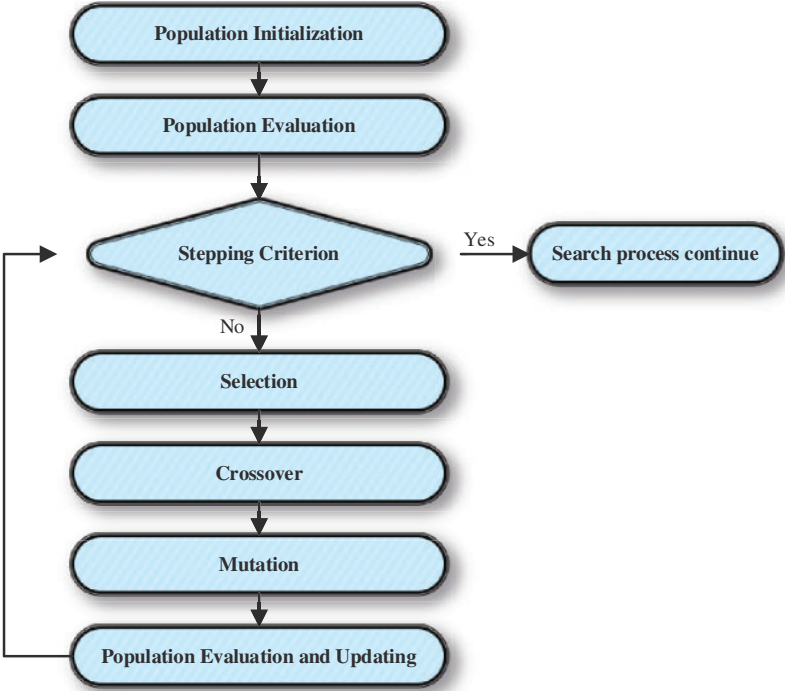 Population Initialization
Population Evaluation
Stepping Criterion
Yes
Search process continue
No
Selection
Crossover
Mutation
Population Evaluation and Updating